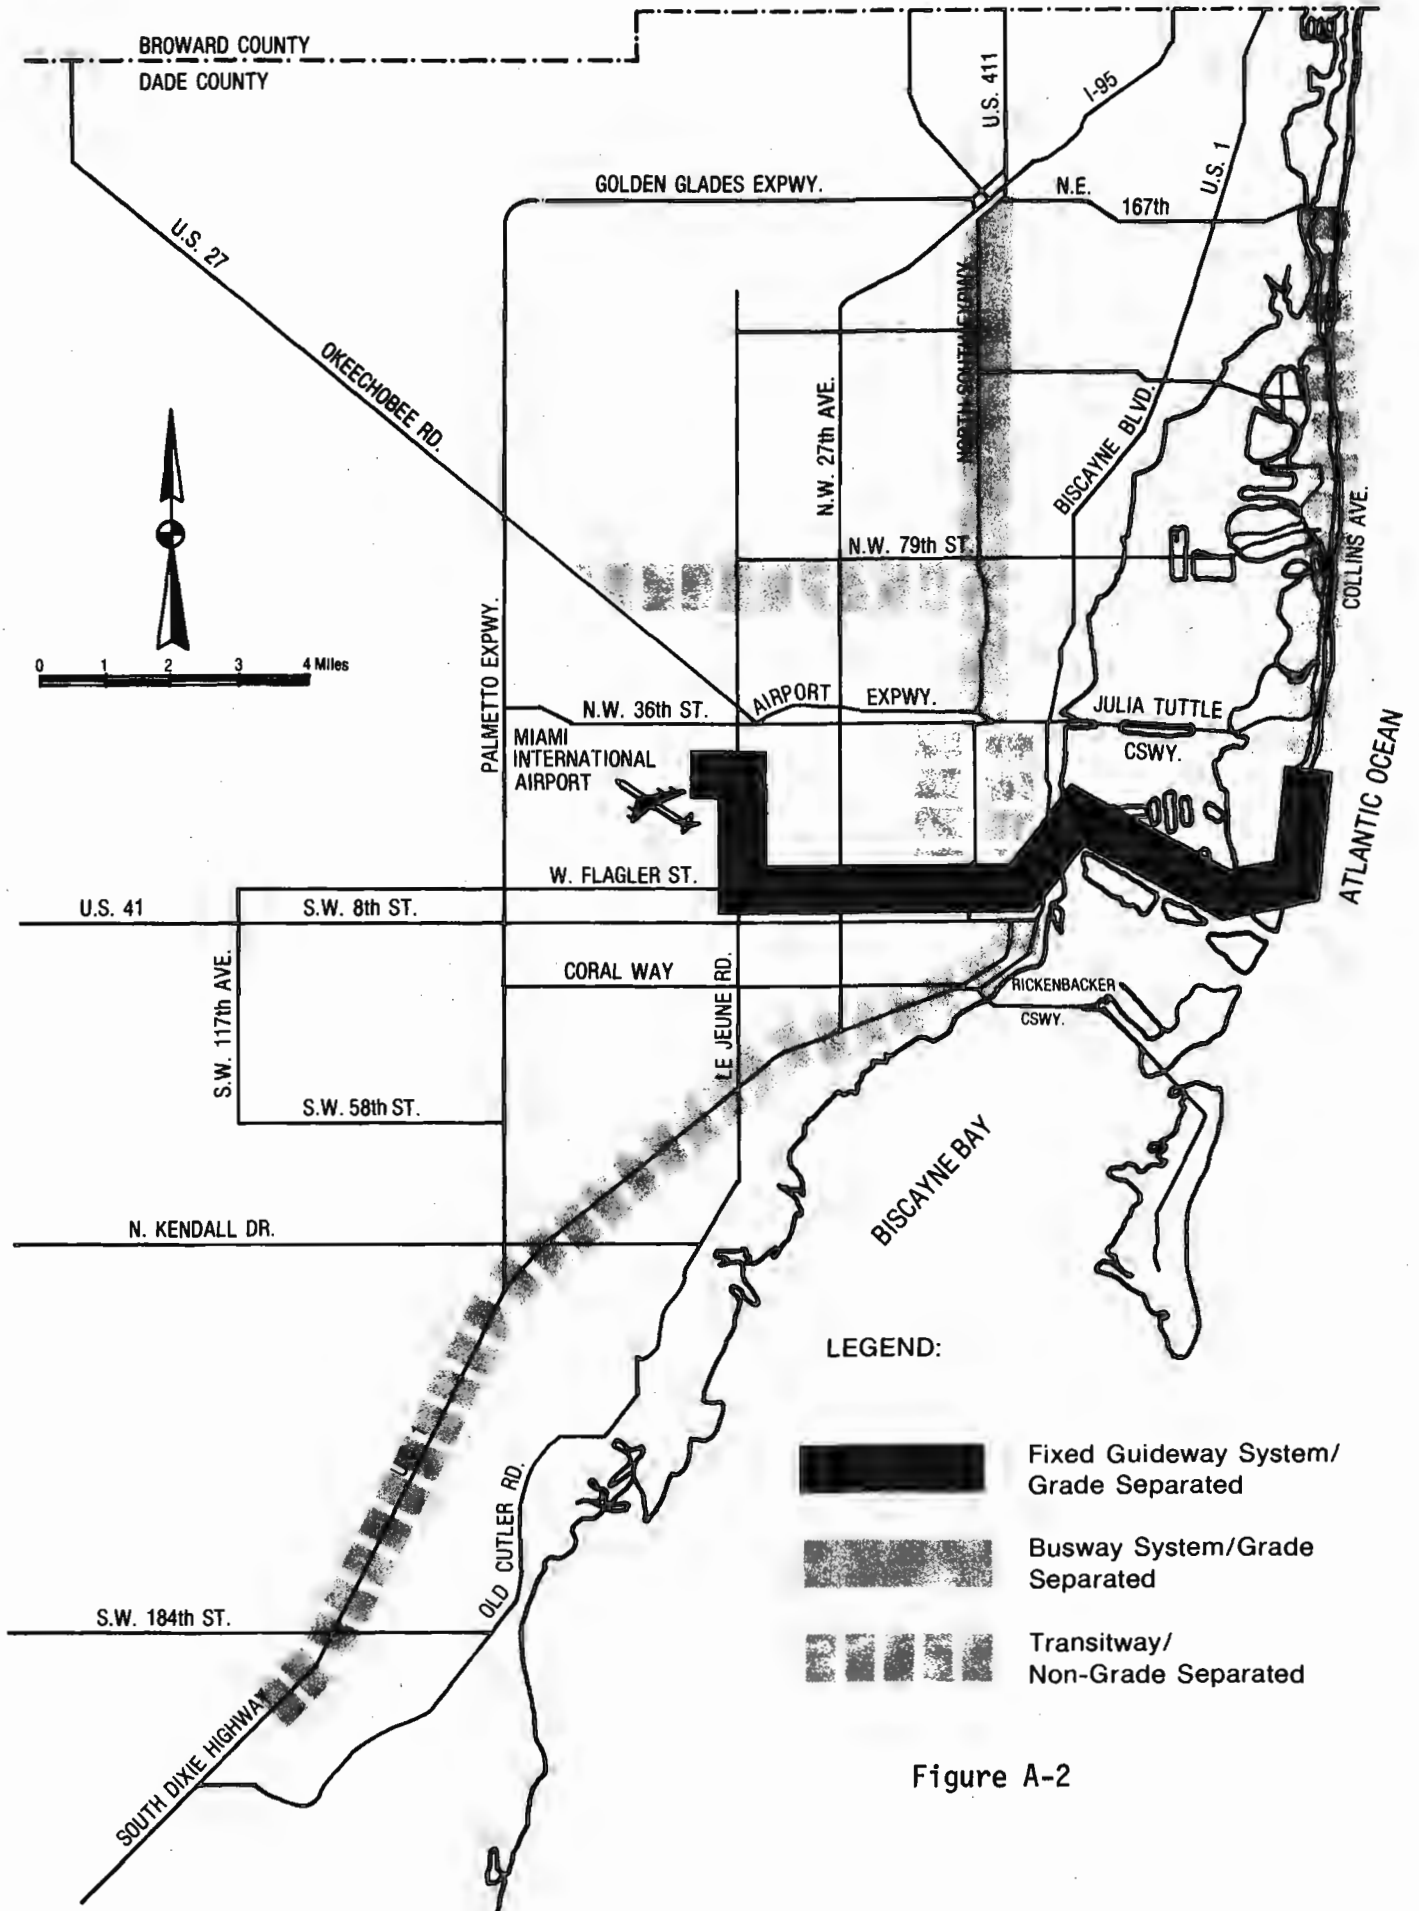 BROWARD COUNTY
DADE COUNTY
U.S. 411
I-95
U.S. 1
GOLDEN GLADES EXPWY.
N.E.
167th
U.S. 27
OKEECHOBEE RD.
NORTH-SOUTH EXPWY.
N.W. 27th AVE.
BISCAYNE BLVD.
N.W. 79th ST.
COLLINS AVE.
PALMETTO EXPWY.
0 1 2 3 4 Miles
AIRPORT EXPWY.
N.W. 36th ST.
JULIA TUTTLE
CSWY.
MIAMI
INTERNATIONAL
AIRPORT
ATLANTIC OCEAN
W. FLAGLER ST.
U.S. 41
S.W. 8th ST.
CORAL WAY
LE JEUNE RD.
RICKENBACKER
CSWY.
S.W. 117th AVE.
S.W. 58th ST.
BISCAYNE BAY
N. KENDALL DR.
LEGEND:
U.S. 1
Fixed Guideway System/
Grade Separated
OLD CUTLER RD.
Busway System/Grade
Separated
S.W. 184th ST.
Transitway/
Non-Grade Separated
SOUTH DIXIE HIGHWAY
Figure A-2